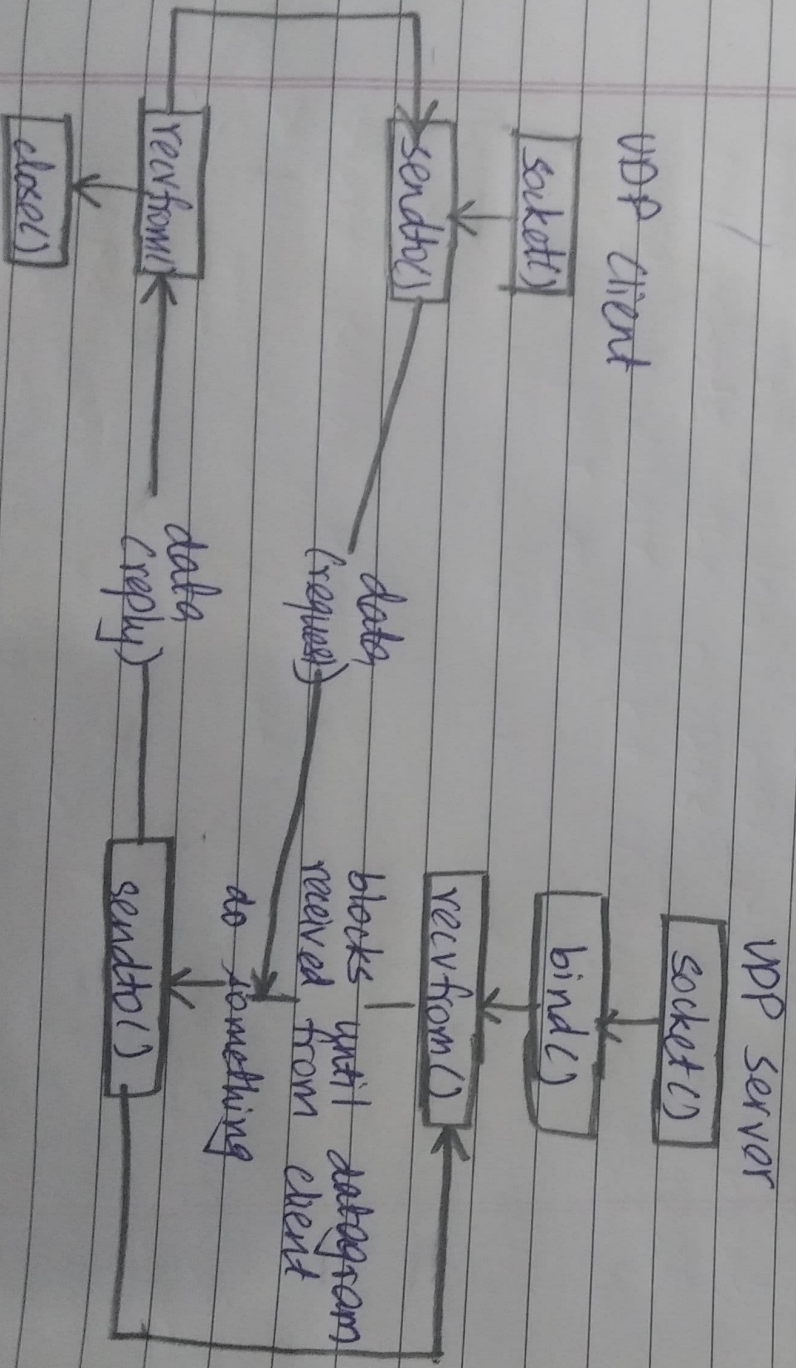 UDP Server
UDP Client
socket()
bind()
socket()
recvfrom()
sendto()
blocks until datagram
received from client
data
(request)
do something
data
(reply)
sendto()
recvfrom()
close()